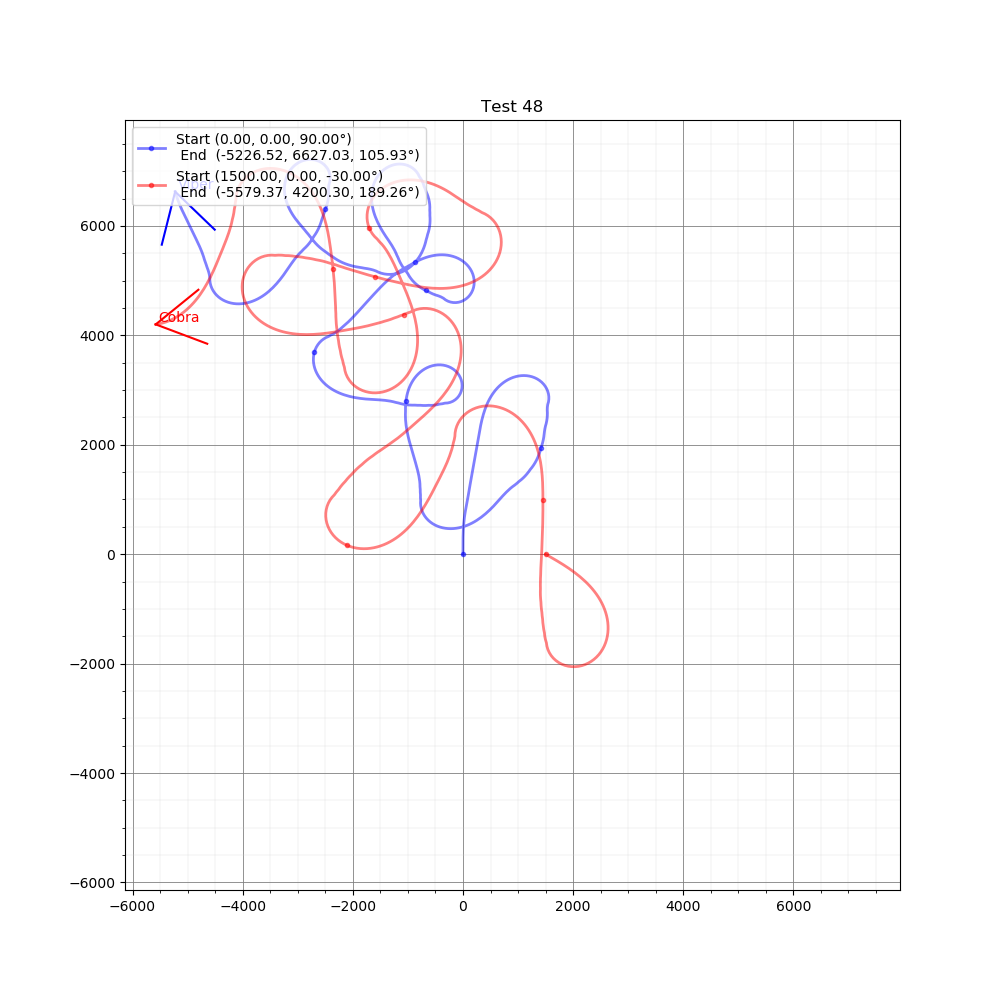 Test 48
Start (0.00, 0.00, 90.00°)
End (-5226.52, 6627.03, 105.93°)
Start (1500.00, 0.00, -30.00°)
End (-5579.37, 4200.30, 189.26°)
Cobra
6000
4000
2000
0
−2000
−4000
−6000
−6000 −4000 −2000 0 2000 4000 6000